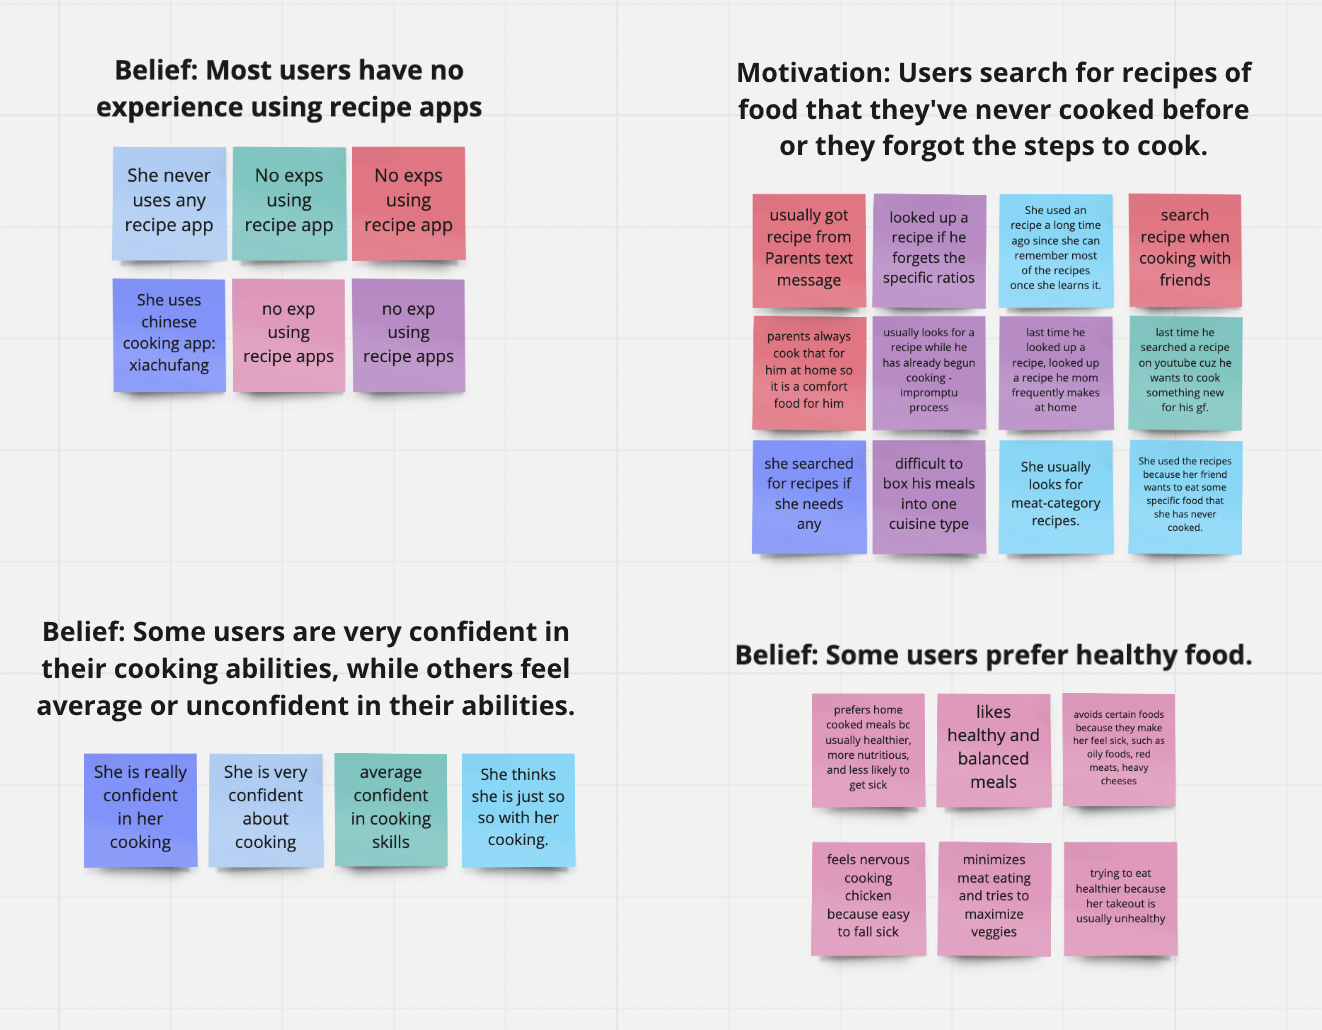 Belief: Most users have no
experience using recipe apps
She never
uses any
recipe app
No exps
using
recipe app
No exps
using
recipe app
She uses
chinese
cooking app:
xiachufang
no exp
using
recipe apps
no exp
using
recipe apps
Motivation: Users search for recipes of
food that they've never cooked before
or they forgot the steps to cook.
usually got
recipe from
Parents text
message
looked up a
recipe if he
forgets the
specific ratios
She used an
recipe a long time
ago since she can
remember most
of the recipes
once she learns it.
search
recipe when
cooking with
friends
parents always
cook that for
him at home so
it is a comfort
food for him
usually looks for a
recipe while he
has already begun
cooking -
impromptu
process
last time he
looked up a
recipe, looked up
a recipe he mom
frequently makes
at home
last time he
searched a recipe
on youtube cuz he
wants to cook
something new
for his gf.
she searched
for recipes if
she needs
any
difficult to
box his meals
into one
cuisine type
She usually
looks for
meat-category
recipes.
She used the recipes
because her friend
wants to eat some
specific food that
she has never
cooked.
Belief: Some users are very confident in
their cooking abilities, while others feel
average or unconfident in their abilities.
She is really
confident
in her
cooking
She is very
confident
about
cooking
average
confident
in cooking
skills
She thinks
she is just so
so with her
cooking.
Belief: Some users prefer healthy food.
prefers home
cooked meals bc
usually healthier,
more nutritious,
and less likely to
get sick
likes
healthy and
balanced
meals
avoids certain foods
because they make
her feel sick, such as
oily foods, red
meats, heavy
cheeses
feels nervous
cooking
chicken
because easy
to fall sick
minimizes
meat eating
and tries to
maximize
veggies
trying to eat
healthier because
her takeout is
usually unhealthy